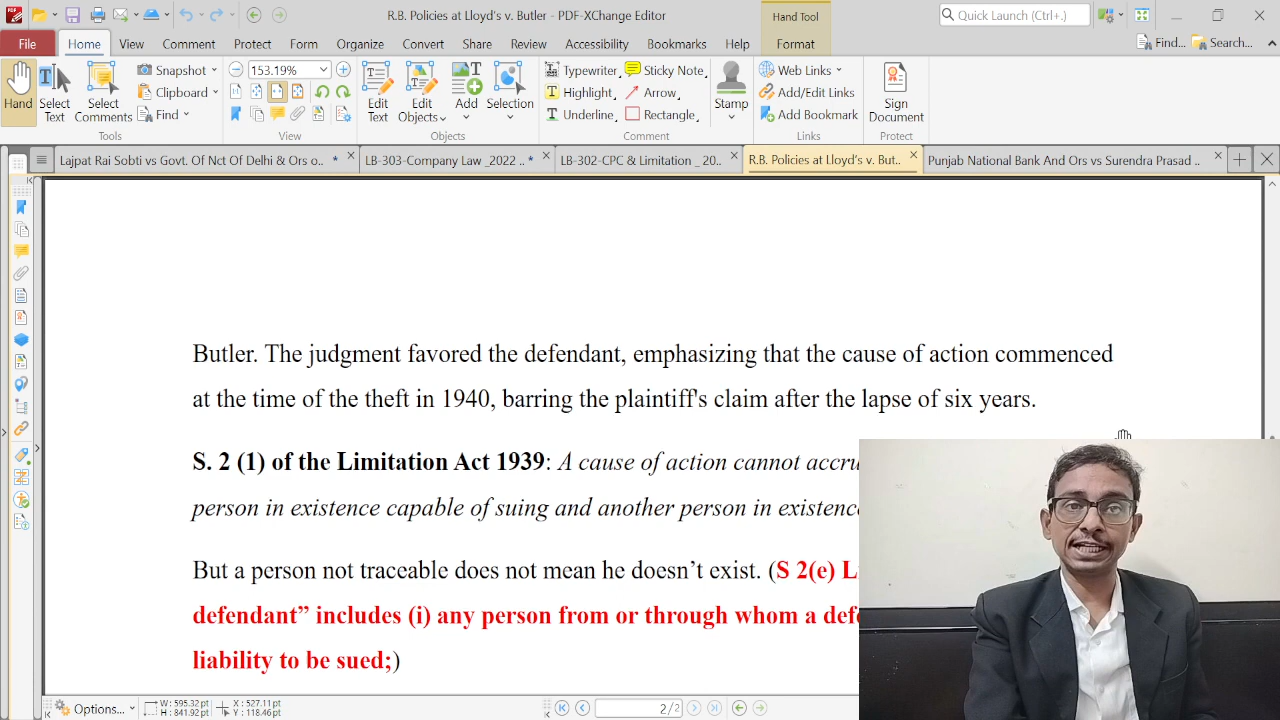 R.B. Policies at Lloyd's v. Butler - PDF-XChange Editor
Hand Tool
Quick Launch (Ctrl+.)
File Home View Comment Protect Form Organize Convert Share Review Accessibility Bookmarks Help Format
Find... Search...
Hand
Select Text
Select Comments
Snapshot
Clipboard
Find
Tools
153.19%
View
Edit Text
Edit Objects
Add
Selection
Objects
Typewriter
Highlight
Underline
Sticky Note
Arrow
Rectangle
Stamp
Comment
Web Links
Add/Edit Links
Add Bookmark
Links
Sign Document
Protect
Lajpat Rai Sobti vs Govt. Of Nct Of Delhi & Ors o.. *
LB-303-Company Law _2022 .. *
LB-302-CPC & Limitation _ 20...
R.B. Policies at Lloyd's v. But..
Punjab National Bank And Ors vs Surendra Prasad ..
Butler. The judgment favored the defendant, emphasizing that the cause of action commenced
at the time of the theft in 1940, barring the plaintiff's claim after the lapse of six years.
S. 2 (1) of the Limitation Act 1939: A cause of action cannot accru
person in existence capable of suing and another person in existence
But a person not traceable does not mean he doesn't exist. (S 2(e) L
defendant" includes (i) any person from or through whom a def
liability to be sued;)
Options...
W: 595.32pt
H: 841.92pt
X: 527.11pt
Y: 118.46pt
2/2